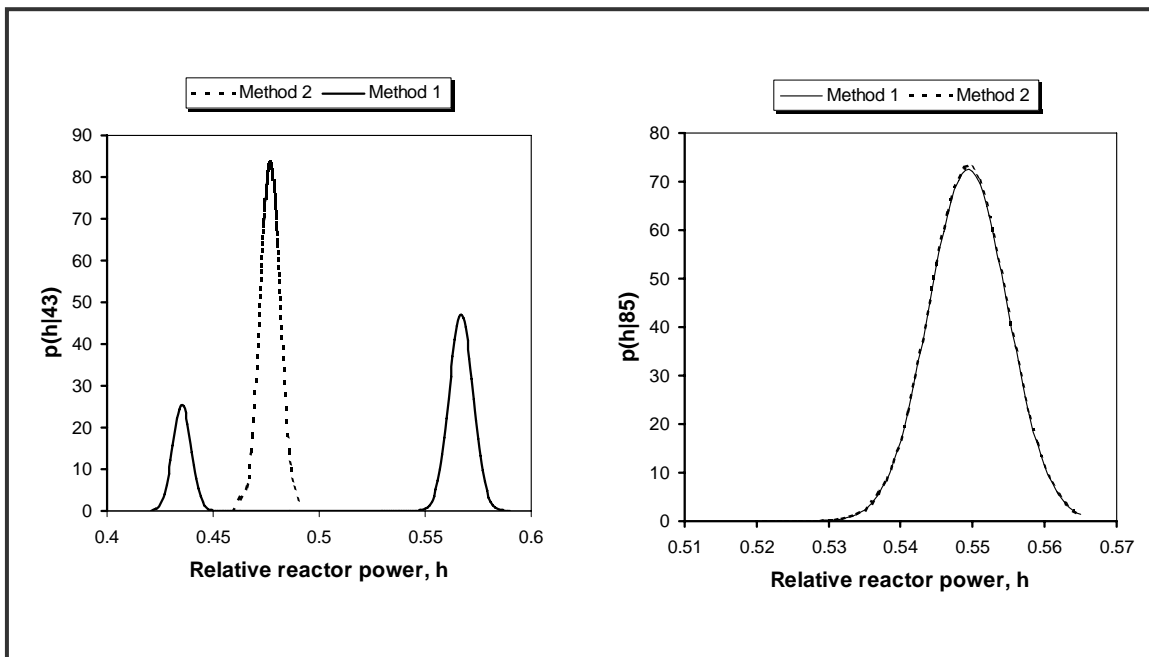 Method 2 Method 1
90
80
70
60
50
40
30
20
10
0
p(h|43)
0.4 0.45 0.5 0.55 0.6
Relative reactor power, h
Method 1 Method 2
80
70
60
50
40
30
20
10
0
p(h|85)
0.51 0.52 0.53 0.54 0.55 0.56 0.57
Relative reactor power, h